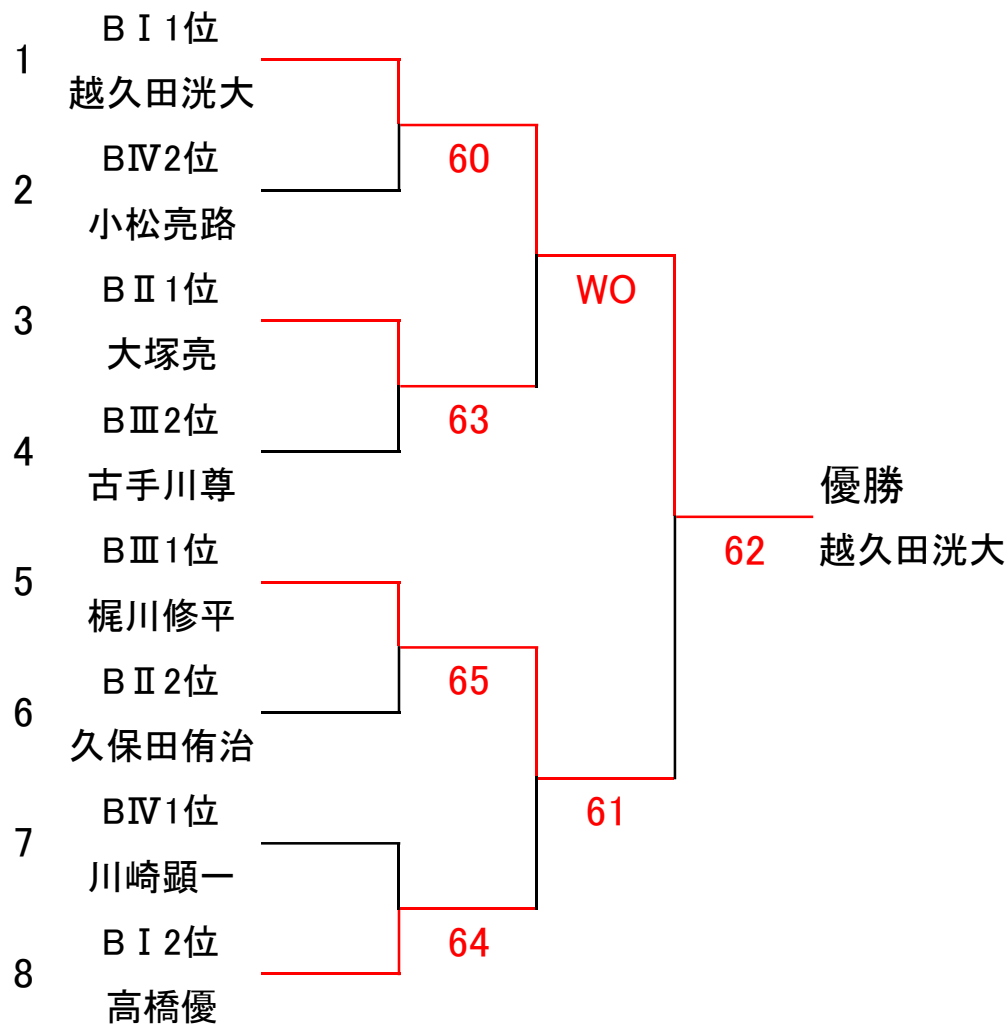 BⅠ1位
1
越久田洸大
BⅣ2位
60
2
小松亮路
BⅡ1位
WO
3
大塚亮
BⅢ2位
63
4
古手川尊
優勝
BⅢ1位
62
越久田洸大
5
梶川修平
BⅡ2位
65
6
久保田侑治
BⅣ1位
61
7
川崎顕一
BⅠ2位
64
8
高橋優